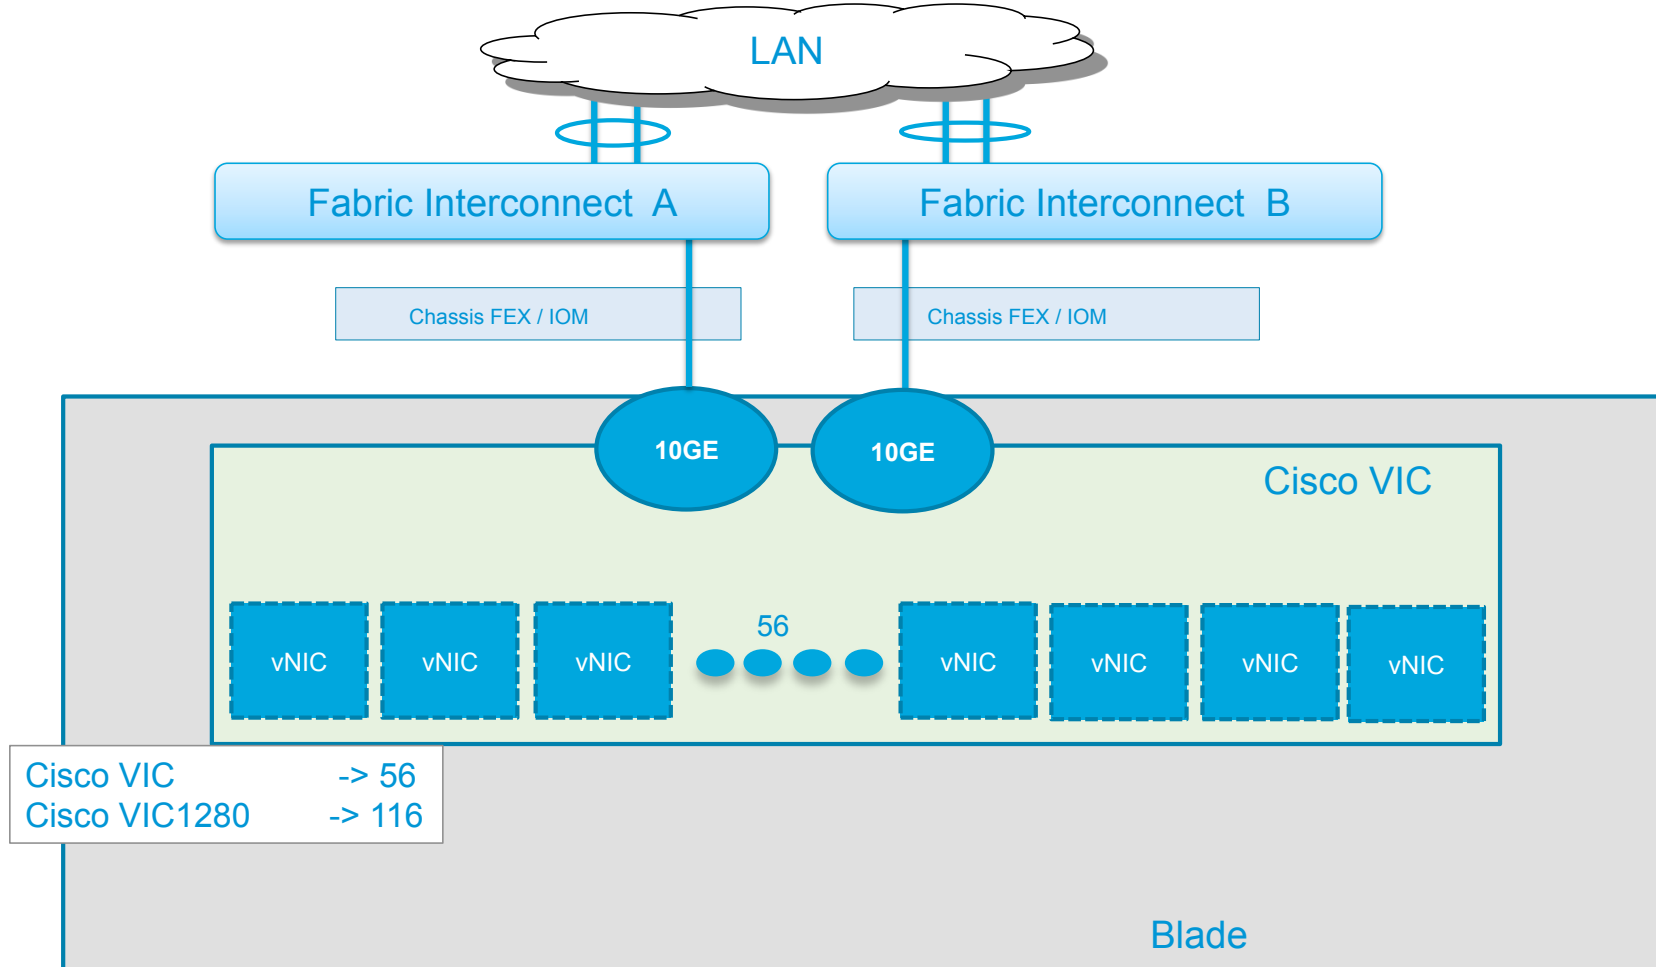 LAN
Fabric Interconnect  A
Fabric Interconnect  B
Chassis FEX / IOM
Chassis FEX / IOM
10GE
10GE
Cisco VIC
56
vNIC
vNIC
vNIC
vNIC
vNIC
vNIC
vNIC
Cisco VIC -> 56
Cisco VIC1280 -> 116
Blade